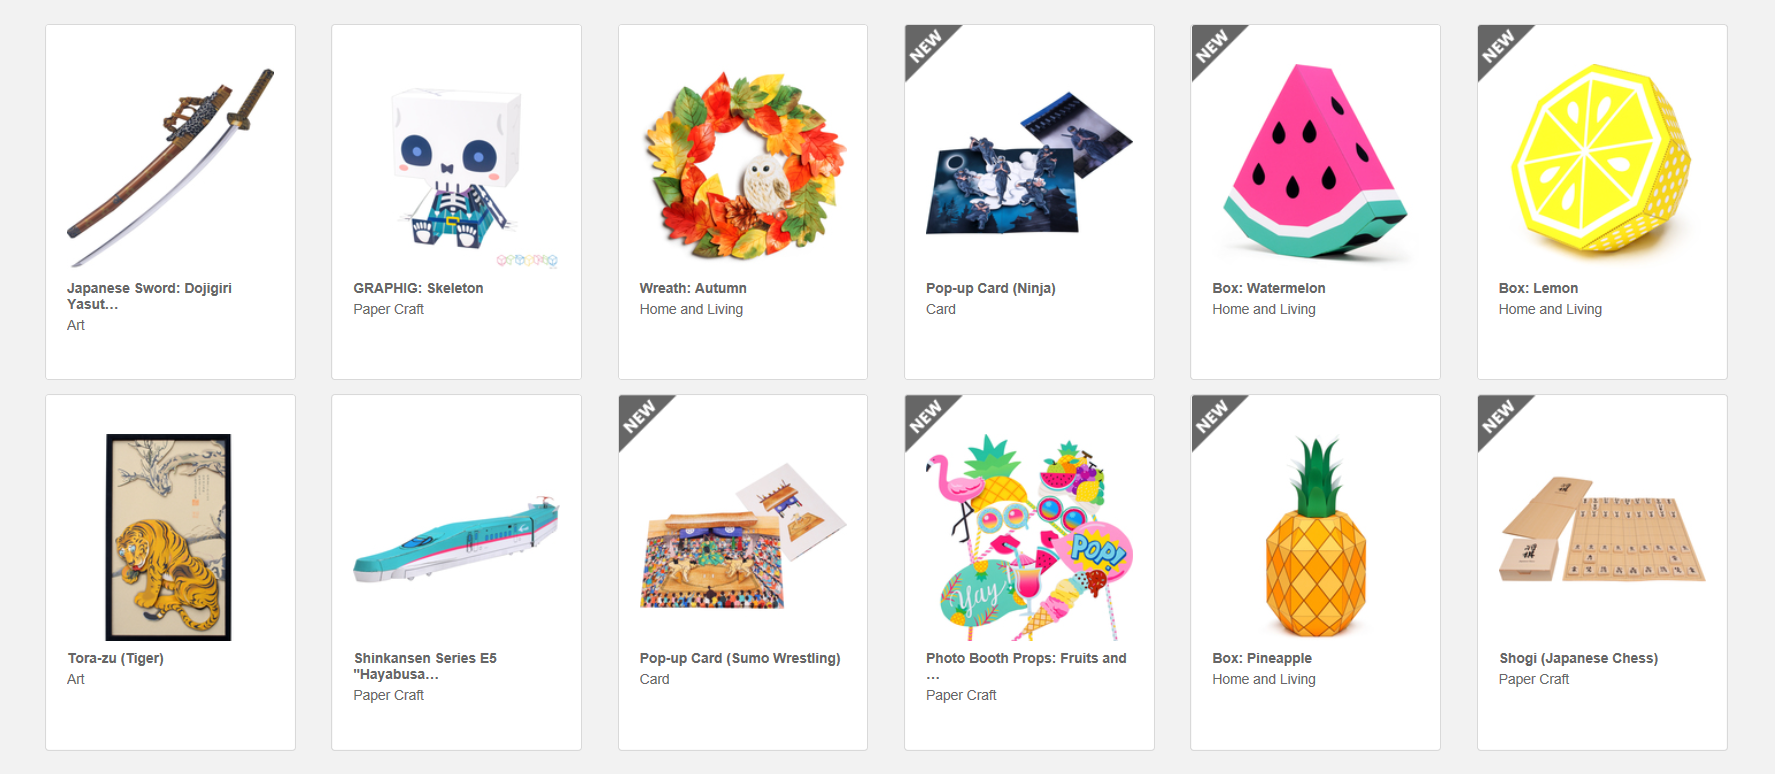 Japanese Sword: Dojigiri
Yasut...
Art
GRAPHIG: Skeleton
Paper Craft
Wreath: Autumn
Home and Living
NEW
Pop-up Card (Ninja)
Card
NEW
Box: Watermelon
Home and Living
NEW
Box: Lemon
Home and Living
Tora-zu (Tiger)
Art
Shinkansen Series E5
"Hayabusa...
Paper Craft
NEW
Pop-up Card (Sumo Wrestling)
Card
NEW
POP!
Yay
Photo Booth Props: Fruits and
...
Paper Craft
NEW
Box: Pineapple
Home and Living
NEW
Shogi (Japanese Chess)
Paper Craft